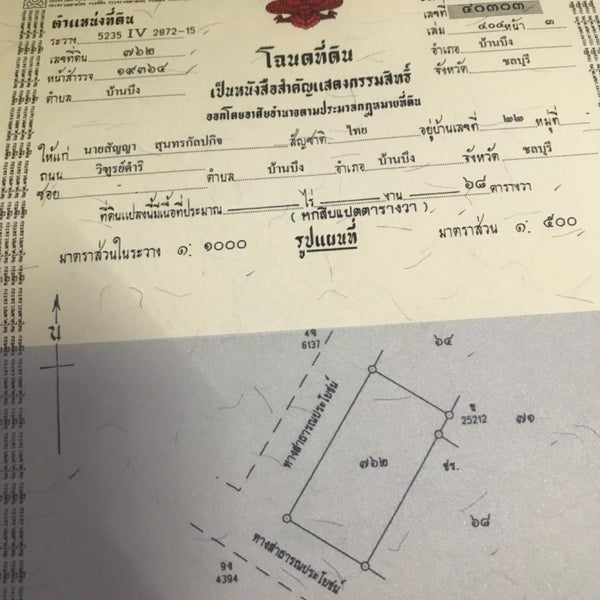 ตำแหน่งที่ดิน
ระวาง 5235 IV 2872-15
เลขที่ดิน ๗๖๒
หน้าสำรวจ ๑๙๓๖๔
ตำบล บ้านบึง
เลขที่ ๔๐๓๐๓
เล่ม ๔๐๔ หน้า ๓
อำเภอ บ้านบึง
จังหวัด ชลบุรี
โฉนดที่ดิน
เป็นหนังสือสำคัญแสดงกรรมสิทธิ์
ออกโดยอาศัยอำนาจตามประมวลกฎหมายที่ดิน
ให้แก่ นายสัญญา สุนทรกัลปกิจ สัญชาติ ไทย อยู่บ้านเลขที่ ๒๒ หมู่ที่
ถนน วิฑูรย์ดำริ ตำบล บ้านบึง อำเภอ บ้านบึง จังหวัด ชลบุรี
ซอย -
ที่ดินแปลงนี้มีเนื้อที่ประมาณ ไร่ งาน ๖๘ ตารางวา
( หกสิบแปดตารางวา )
มาตราส่วนในระวาง ๑: ๑๐๐๐ รูปแผนที่ มาตราส่วน ๑: ๕๐๐
น
6137
๖๔
ทางสาธารณประโยชน์
25212
๗๑
๗๖๒
ชร.
๖๘
ทางสาธารณประโยชน์
4394